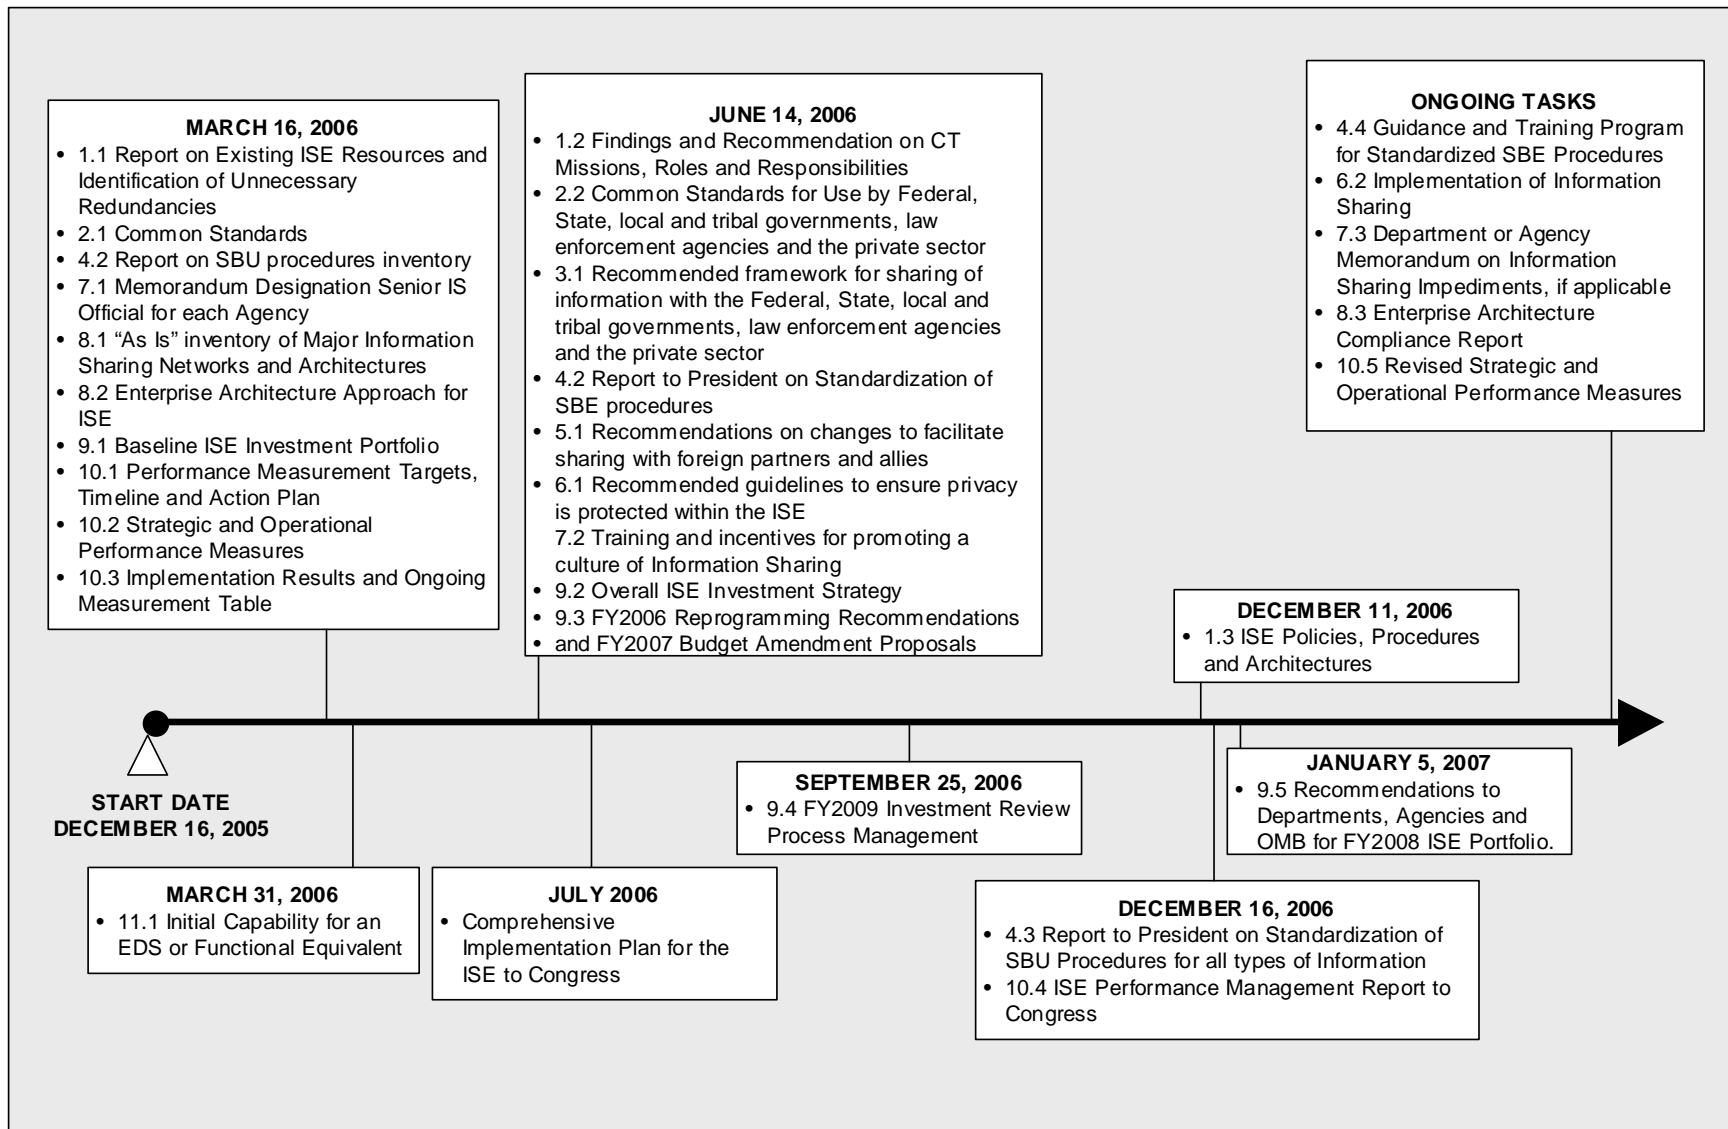 MARCH 16, 2006
• 1.1 Report on Existing ISE Resources and
Identification of Unnecessary
Redundancies
• 2.1 Common Standards
• 4.2 Report on SBU procedures inventory
• 7.1 Memorandum Designation Senior IS
Official for each Agency
• 8.1 “As Is” inventory of Major Information
Sharing Networks and Architectures
• 8.2 Enterprise Architecture Approach for
ISE
• 9.1 Baseline ISE Investment Portfolio
• 10.1 Performance Measurement Targets,
Timeline and Action Plan
• 10.2 Strategic and Operational
Performance Measures
• 10.3 Implementation Results and Ongoing
Measurement Table
JUNE 14, 2006
• 1.2 Findings and Recommendation on CT
Missions, Roles and Responsibilities
• 2.2 Common Standards for Use by Federal,
State, local and tribal governments, law
enforcement agencies and the private sector
• 3.1 Recommended framework for sharing of
information with the Federal, State, local and
tribal governments, law enforcement agencies
and the private sector
• 4.2 Report to President on Standardization of
SBE procedures
• 5.1 Recommendations on changes to facilitate
sharing with foreign partners and allies
• 6.1 Recommended guidelines to ensure privacy
is protected within the ISE
7.2 Training and incentives for promoting a
culture of Information Sharing
• 9.2 Overall ISE Investment Strategy
• 9.3 FY2006 Reprogramming Recommendations
• and FY2007 Budget Amendment Proposals
ONGOING TASKS
• 4.4 Guidance and Training Program
for Standardized SBE Procedures
• 6.2 Implementation of Information
Sharing
• 7.3 Department or Agency
Memorandum on Information
Sharing Impediments, if applicable
• 8.3 Enterprise Architecture
Compliance Report
• 10.5 Revised Strategic and
Operational Performance Measures
DECEMBER 11, 2006
• 1.3 ISE Policies, Procedures
and Architectures
START DATE
DECEMBER 16, 2005
MARCH 31, 2006
• 11.1 Initial Capability for an
EDS or Functional Equivalent
JULY 2006
• Comprehensive
Implementation Plan for the
ISE to Congress
SEPTEMBER 25, 2006
• 9.4 FY2009 Investment Review
Process Management
JANUARY 5, 2007
• 9.5 Recommendations to
Departments, Agencies and
OMB for FY2008 ISE Portfolio.
DECEMBER 16, 2006
• 4.3 Report to President on Standardization of
SBU Procedures for all types of Information
• 10.4 ISE Performance Management Report to
Congress